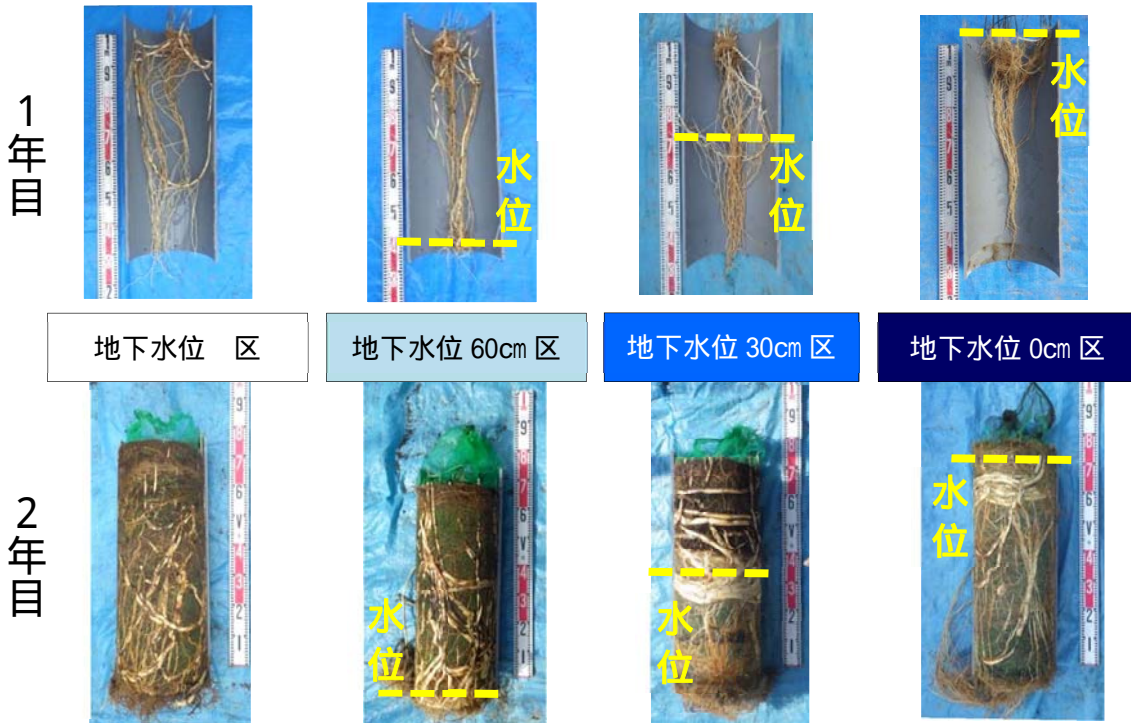 1年目
水位
水位
水位
地下水位 区
地下水位 60㎝ 区
地下水位 30㎝ 区
地下水位 0㎝ 区
2年目
水位
水位
水位